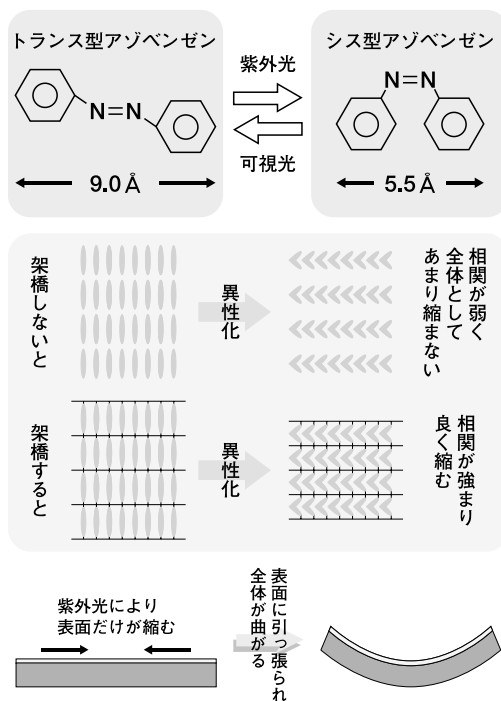 トランス型アゾベンゼン
N=N
9.0 Å
紫外光
可視光
シス型アゾベンゼン
N=N
5.5 Å
架橋しないと
異性化
相関が弱く
全体として
あまり縮まない
架橋すると
異性化
相関が強まり
良く縮む
紫外光により
表面だけが縮む
表面に引っ張られ
全体が曲がる